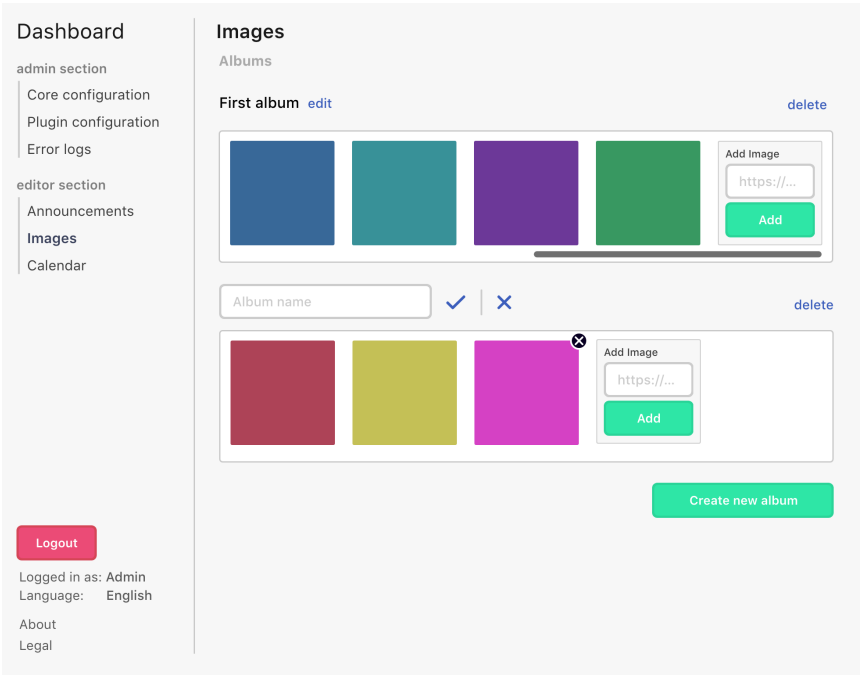 Dashboard
admin section
Core configuration
Plugin configuration
Error logs
editor section
Announcements
Images
Calendar
Logout
Logged in as: Admin
Language: English
About
Legal
Images
Albums
First album edit delete
Add Image
https://...
Add
Album name delete
Add Image
https://...
Add
Create new album